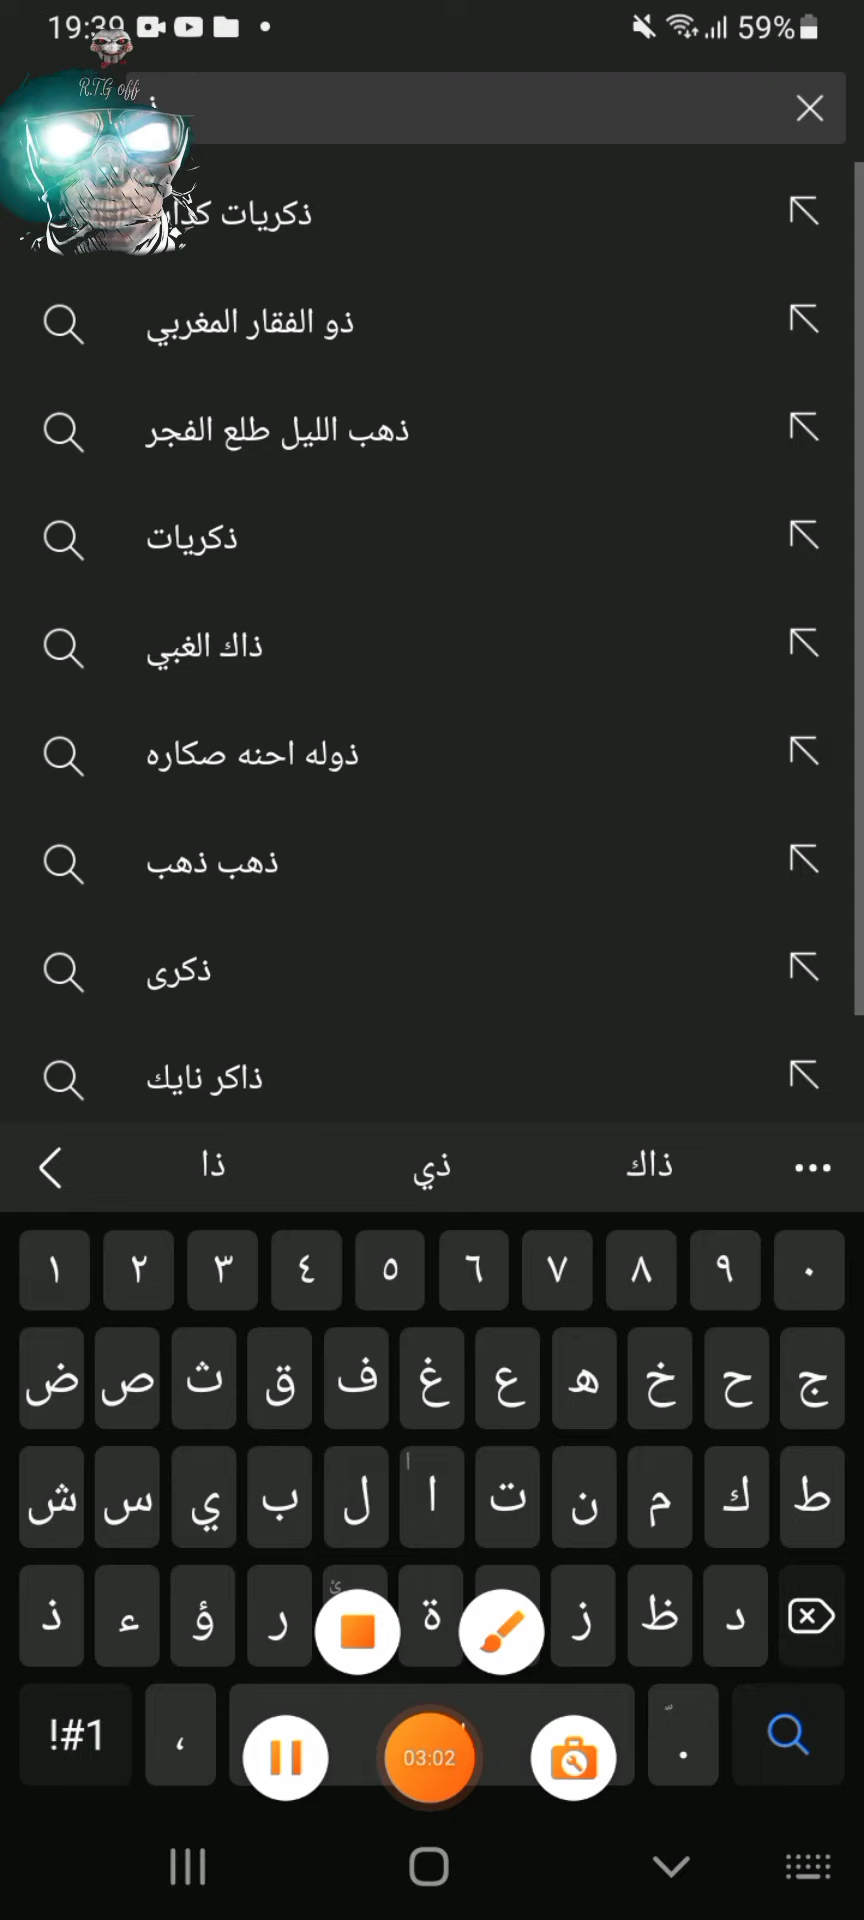 19:39
59%
R.T.G off
ذ
ذكريات
ذو الفقار المغربي
ذهب الليل طلع الفجر
ذكريات
ذاك الغبي
ذوله احنه صكاره
ذهب ذهب
ذكرى
ذاكر نايك
ذا ذي ذاك
١ ٢ ٣ ٤ ٥ ٦ ٧ ٨ ٩ ٠
ض ص ث ق ف غ ع ه خ ح ج
ش س ي ب ل ا ت ن م ك ط
ذ ء ؤ ر ة ز ظ د
!#1 ، .
03:02